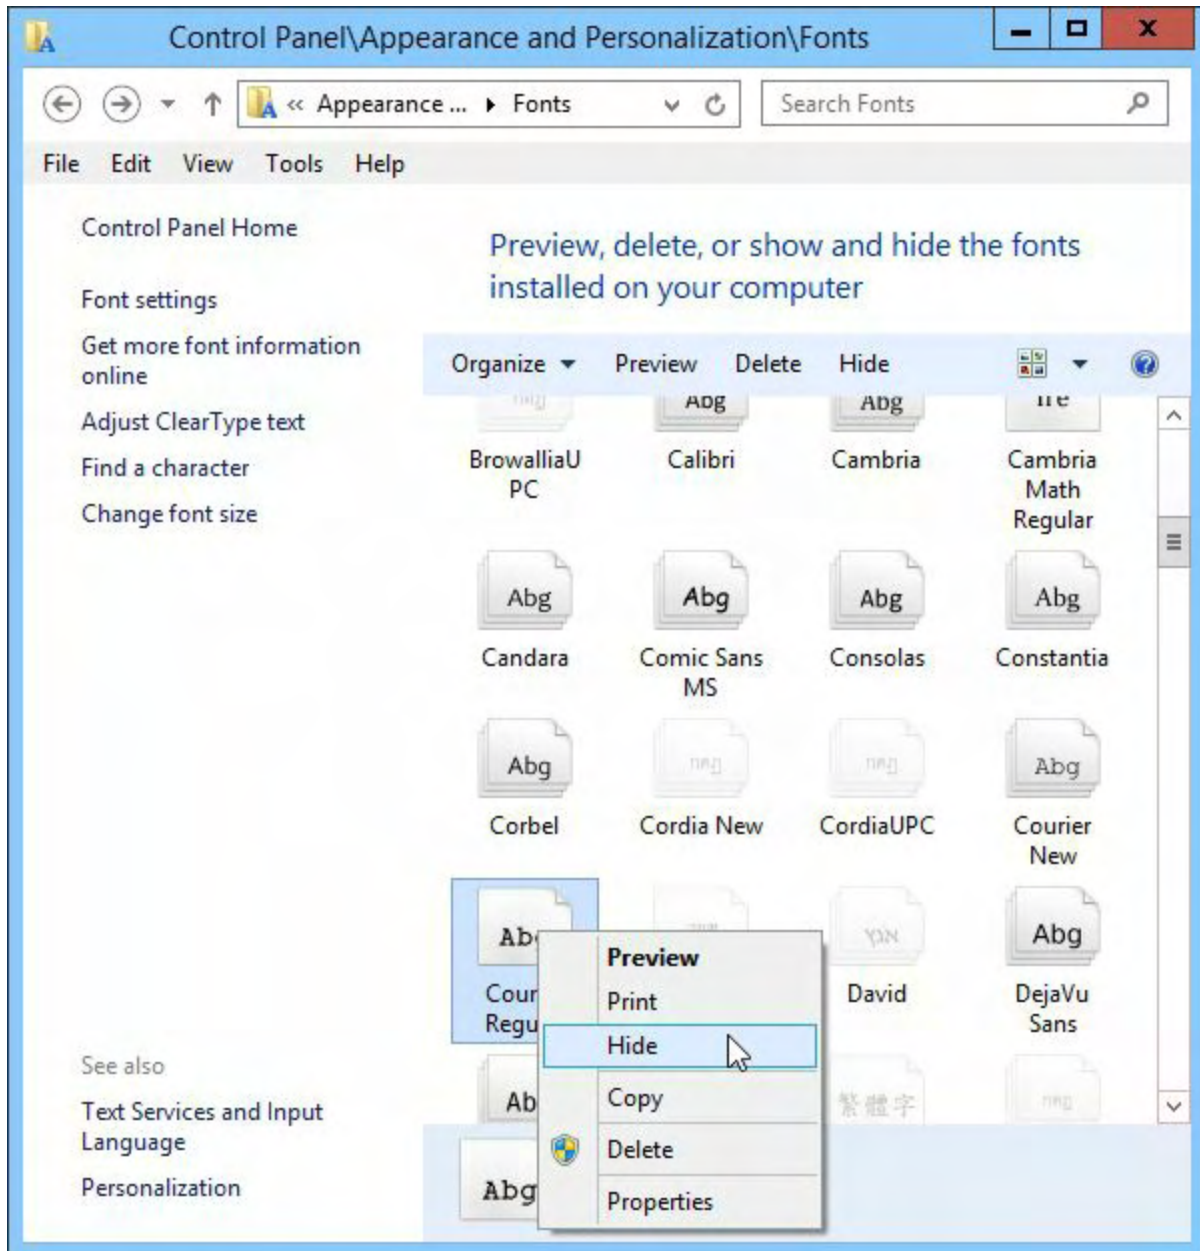 Control Panel\Appearance and Personalization\Fonts
« Appearance ... Fonts
Search Fonts
File Edit View Tools Help
Control Panel Home
Font settings
Get more font information
online
Adjust ClearType text
Find a character
Change font size
See also
Text Services and Input
Language
Personalization
Preview, delete, or show and hide the fonts
installed on your computer
Organize Preview Delete Hide
Abg Abg
BrowalliaU
PC
Calibri
Cambria
Cambria
Math
Regular
Abg Abg Abg Abg
Candara
Comic Sans
MS
Consolas
Constantia
Abg Abg
Corbel
Cordia New
CordiaUPC
Courier
New
Ab אבץ Abg
Cour
Regu
David
DejaVu
Sans
Ab 繁體字
Abg
Preview
Print
Hide
Copy
Delete
Properties